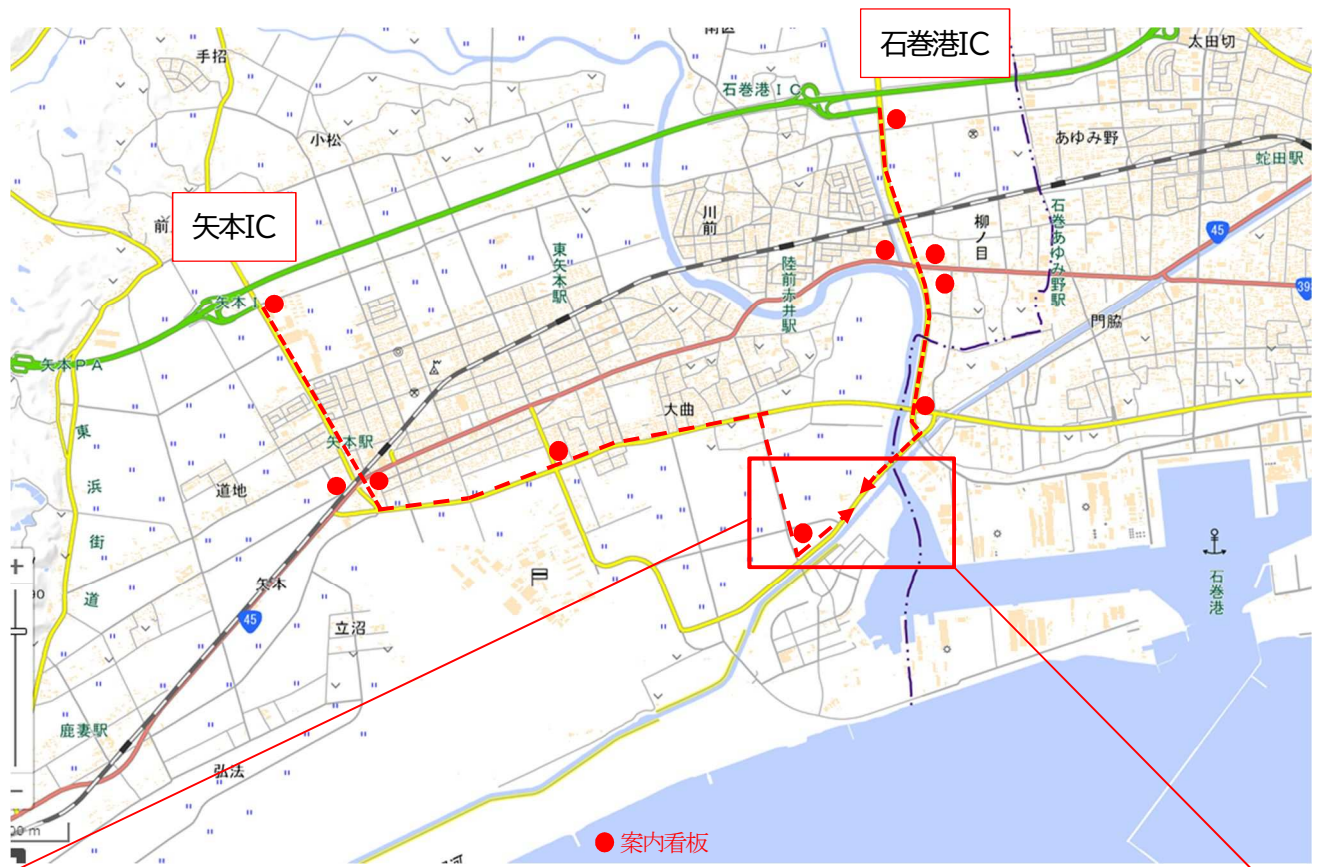 石巻港IC
太田切
手招
石巻港IC
小松
あゆみ野
蛇田駅
矢本IC
川前
柳ノ目
石巻あゆみ野駅
45
東矢本駅
陸前赤井駅
398
門脇
矢本PA
大曲
矢本駅
道地
東浜街道
石巻港
矢本
45
立沼
鹿妻駅
弘法
案内看板